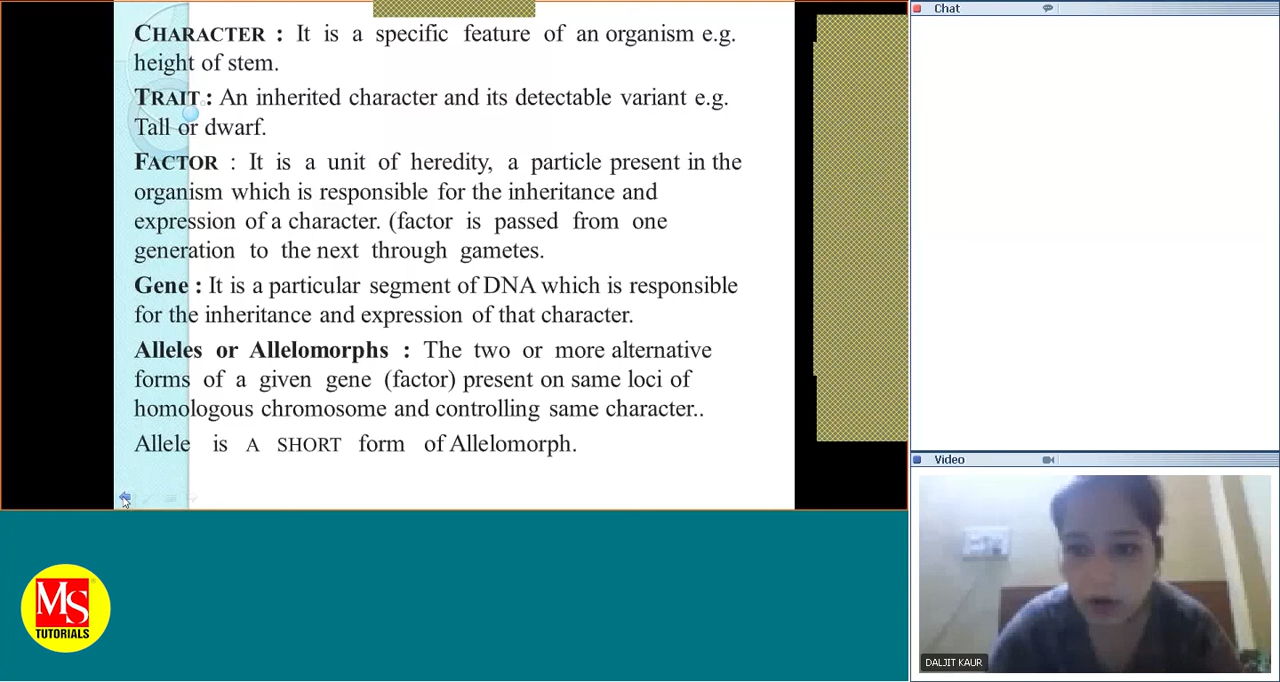 CHARACTER : It is a specific feature of an organism e.g.
height of stem.
TRAIT : An inherited character and its detectable variant e.g.
Tall or dwarf.
FACTOR : It is a unit of heredity, a particle present in the
organism which is responsible for the inheritance and
expression of a character. (factor is passed from one
generation to the next through gametes.
Gene : It is a particular segment of DNA which is responsible
for the inheritance and expression of that character.
Alleles or Allelomorphs : The two or more alternative
forms of a given gene (factor) present on same loci of
homologous chromosome and controlling same character..
Allele is A SHORT form of Allelomorph.
MS
TUTORIALS
Chat
Video
DALJIT KAUR